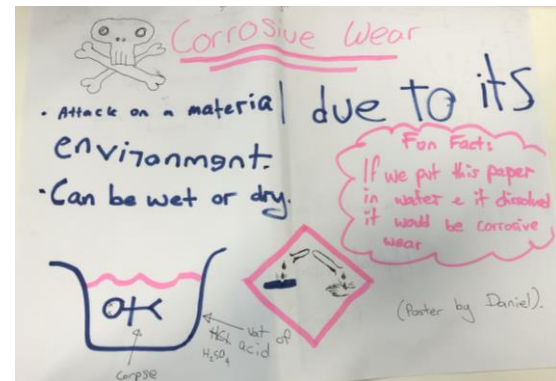 Corrosive Wear
• Attack on a material due to its
environment.
• Can be wet or dry.
Fun Fact:
If we put this paper
in water & it dissolved
it would be corrosive
wear
vat of
acid
H₂SO₄
corpse
(Poster by Daniel).